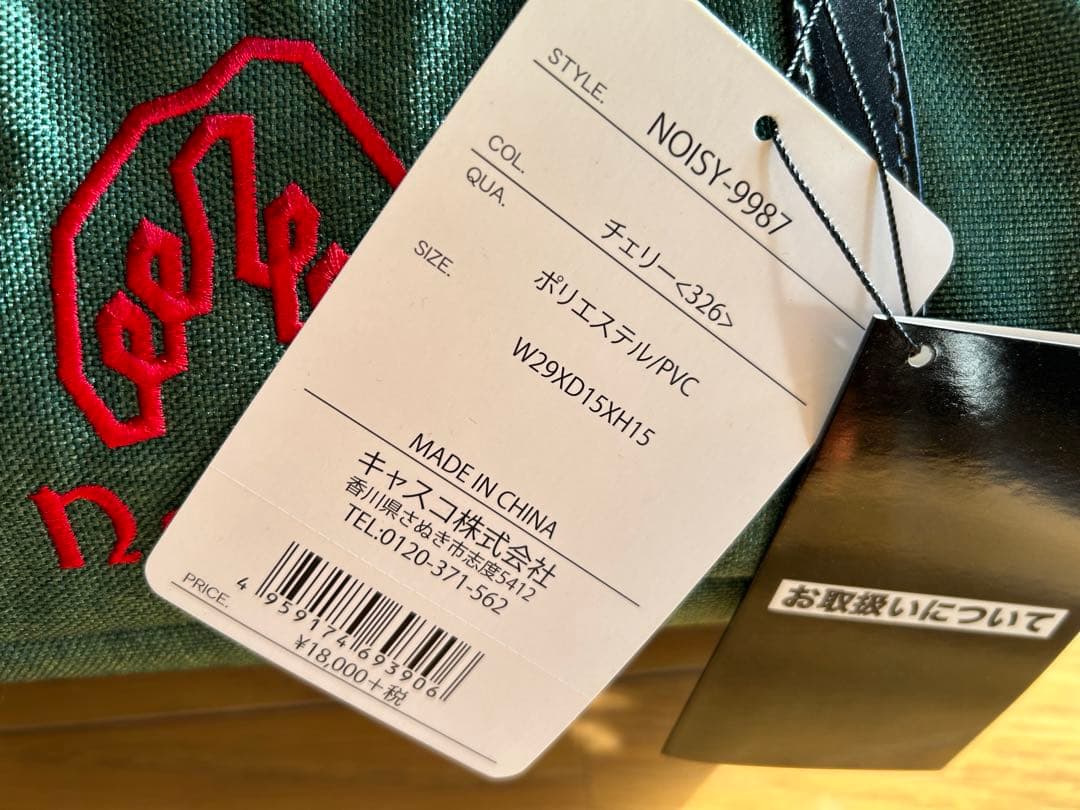 STYLE.
NOISY-9987
COL.
チェリー<326>
QUA.
ポリエステル/PVC
SIZE.
W29XD15XH15
MADE IN CHINA
キャスコ株式会社
香川県さぬき市志度5412
TEL:0120-371-562
4 959174 693906
PRICE.
¥18,000+税
お取扱いについて